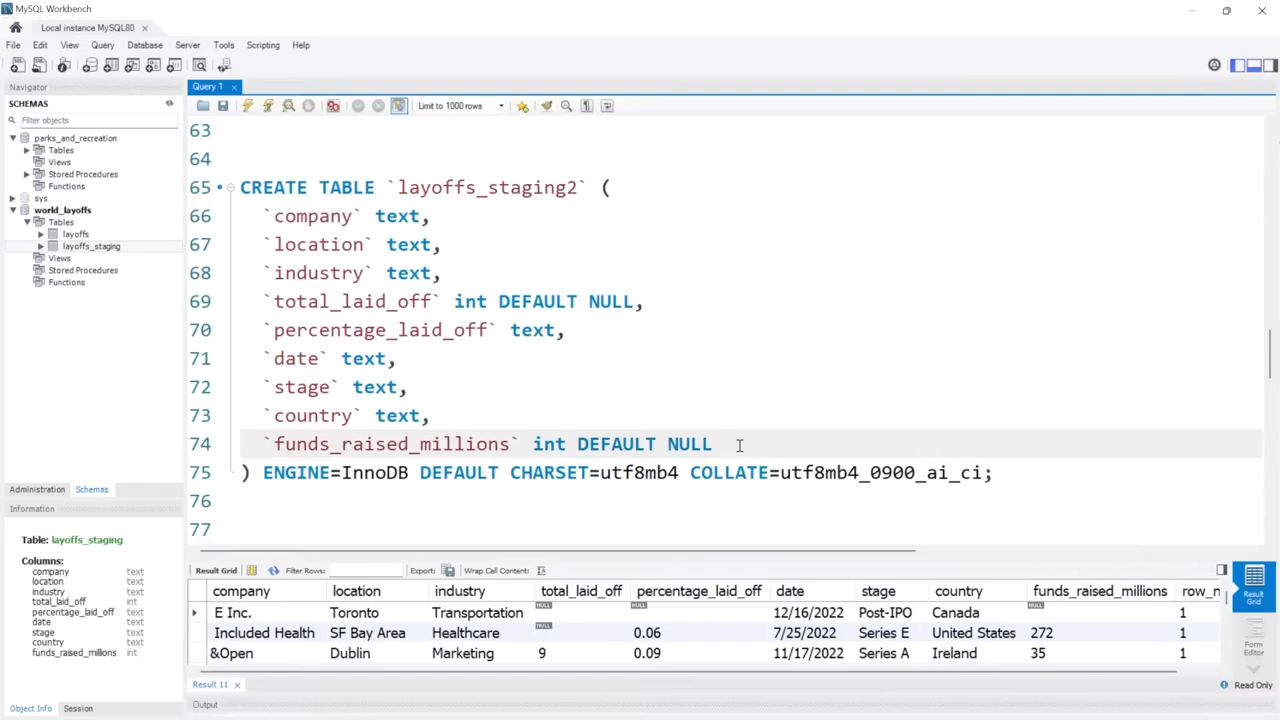 MySQL Workbench
Local instance MySQL80
File Edit View Query Database Server Tools Scripting Help
Navigator
SCHEMAS
Filter objects
parks_and_recreation
Tables
Views
Stored Procedures
Functions
sys
world_layoffs
Tables
layoffs
layoffs_staging
Views
Stored Procedures
Functions
Administration Schemas
Information
Table: layoffs_staging
Columns:
company text
location text
industry text
total_laid_off int
percentage_laid_off text
date text
stage text
country text
funds_raised_millions int
Object Info Session
Query 1
Limit to 1000 rows
63
64
65 CREATE TABLE `layoffs_staging2` (
66 `company` text,
67 `location` text,
68 `industry` text,
69 `total_laid_off` int DEFAULT NULL,
70 `percentage_laid_off` text,
71 `date` text,
72 `stage` text,
73 `country` text,
74 `funds_raised_millions` int DEFAULT NULL
75 ) ENGINE=InnoDB DEFAULT CHARSET=utf8mb4 COLLATE=utf8mb4_0900_ai_ci;
76
77
Result Grid Filter Rows: Export: Wrap Cell Content:
company location industry total_laid_off percentage_laid_off date stage country funds_raised_millions row_n
E Inc. Toronto Transportation NULL NULL 12/16/2022 Post-IPO Canada NULL 1
Included Health SF Bay Area Healthcare NULL 0.06 7/25/2022 Series E United States 272 1
&Open Dublin Marketing 9 0.09 11/17/2022 Series A Ireland 35 1
Result Grid
Form Editor
Result 11
Read Only
Output